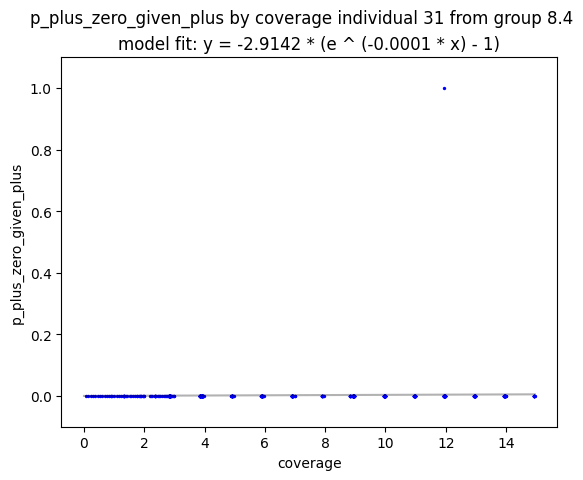 p_plus_zero_given_plus by coverage individual 31 from group 8.4
model fit: y = -2.9142 * (e ^ (-0.0001 * x) - 1)
1.0
0.8
0.6
0.4
0.2
0.0
p_plus_zero_given_plus
0 2 4 6 8 10 12 14
coverage